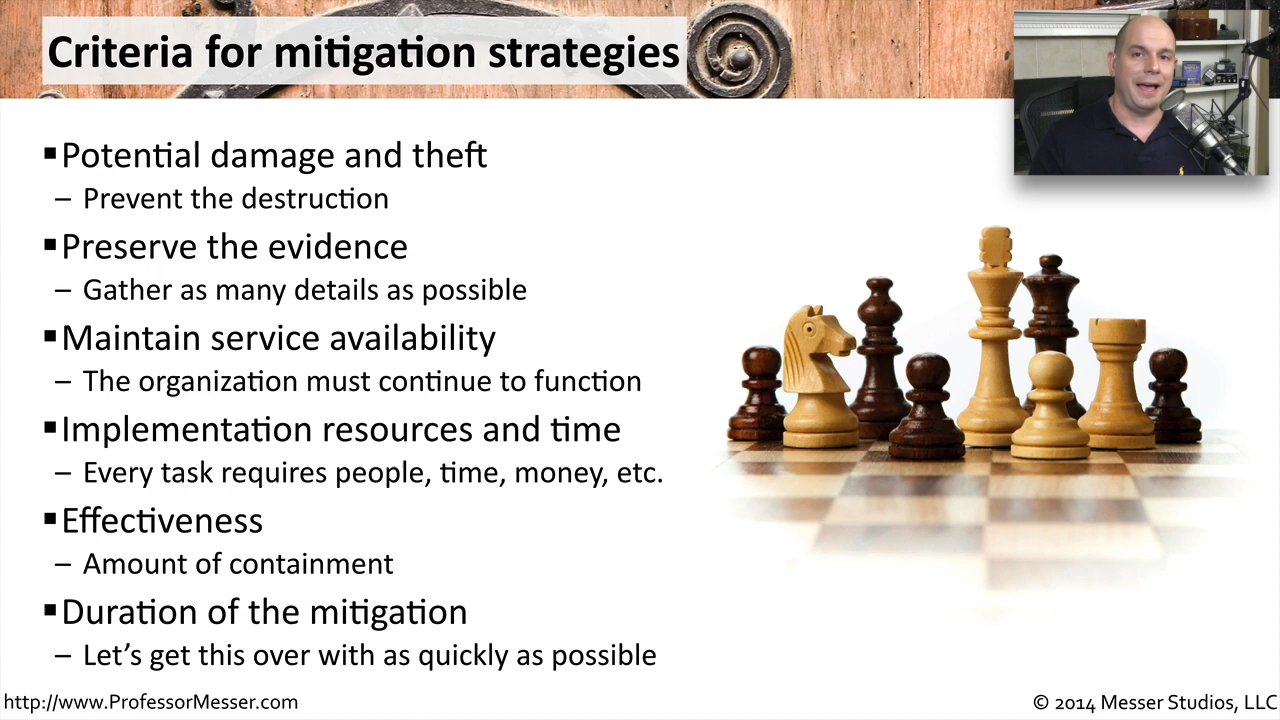 Criteria for mitigation strategies
▪Potential damage and theft
– Prevent the destruction
▪Preserve the evidence
– Gather as many details as possible
▪Maintain service availability
– The organization must continue to function
▪Implementation resources and time
– Every task requires people, time, money, etc.
▪Effectiveness
– Amount of containment
▪Duration of the mitigation
– Let’s get this over with as quickly as possible
http://www.ProfessorMesser.com
© 2014 Messer Studios, LLC